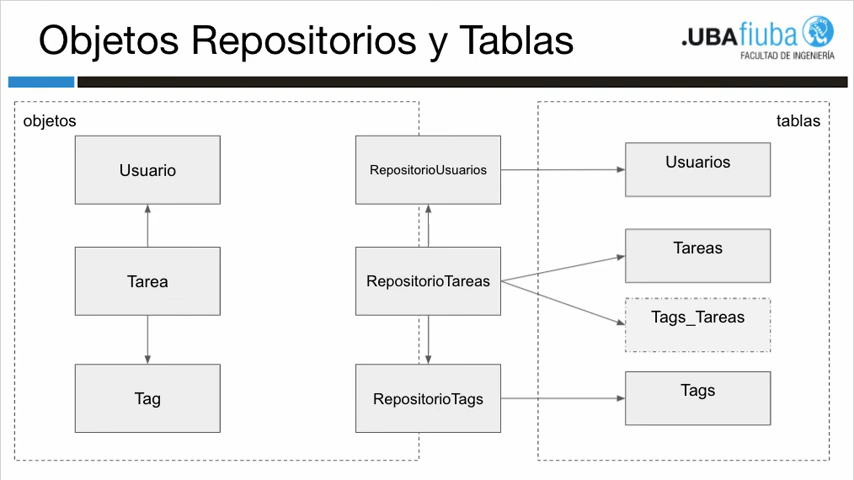 Objetos Repositorios y Tablas
.UBAfiuba
FACULTAD DE INGENIERÍA
objetos
tablas
Usuario
RepositorioUsuarios
Usuarios
Tarea
RepositorioTareas
Tareas
Tags_Tareas
Tag
RepositorioTags
Tags